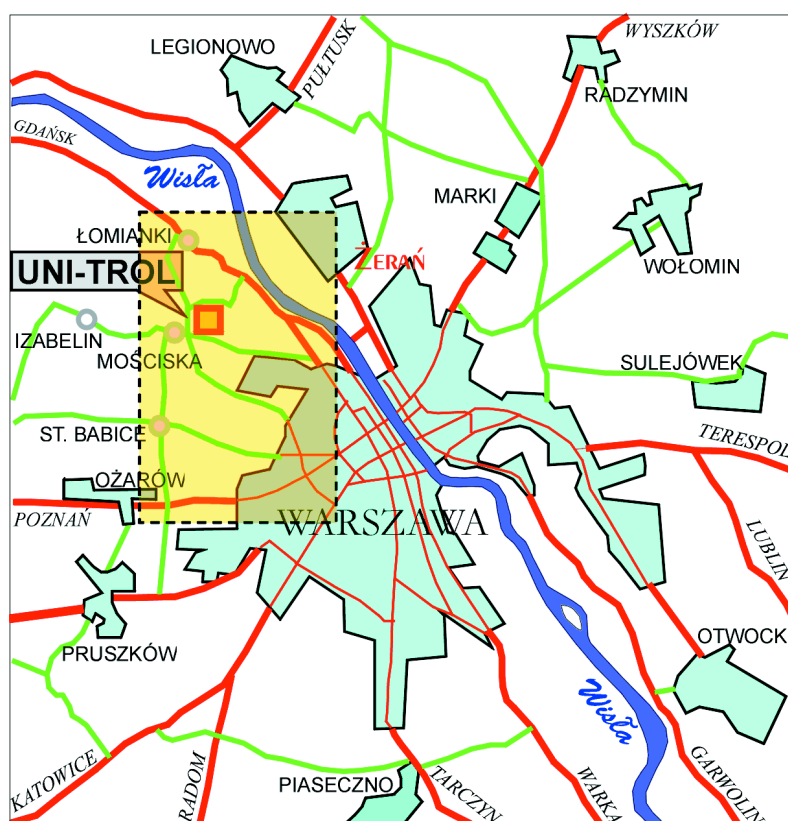 LEGIONOWO
PUŁTUSK
WYSZKÓW
RADZYMIN
GDAŃSK
Wisła
MARKI
ŁOMIANKI
ŻERAŃ
WOŁOMIN
UNI-TROL
IZABELIN
MOŚCISKA
SULEJÓWEK
ST. BABICE
TERESPOL
OŻARÓW
POZNAŃ
WARSZAWA
LUBLIN
PRUSZKÓW
OTWOCK
Wisła
KATOWICE
RADOM
PIASECZNO
TARCZYN
WARKA
GARWOLIN